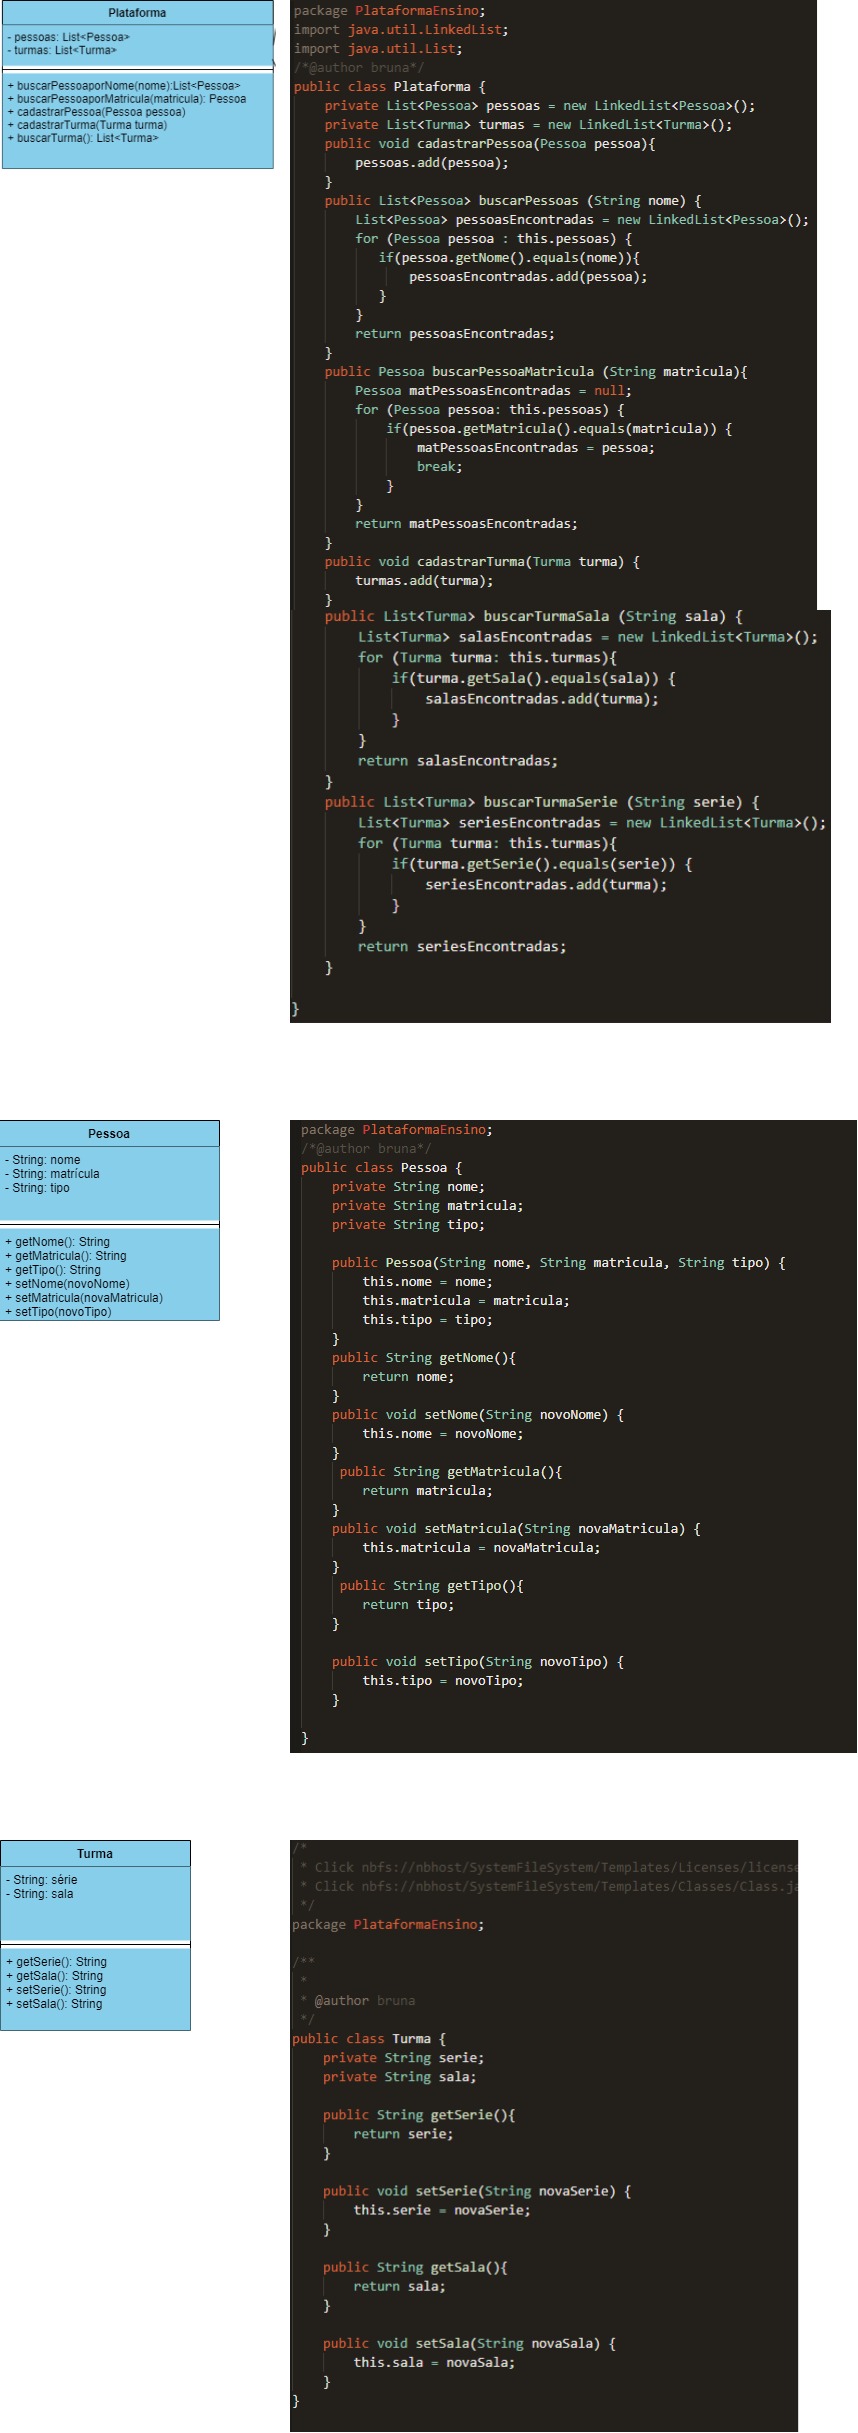 Plataforma
- pessoas: List<Pessoa>
- turmas: List<Turma>
+ buscarPessoaporNome(nome):List<Pessoa>
+ buscarPessoaporMatricula(matricula): Pessoa
+ cadastrarPessoa(Pessoa pessoa)
+ cadastrarTurma(Turma turma)
+ buscarTurma(): List<Turma>
package PlataformaEnsino;
import java.util.LinkedList;
import java.util.List;
/*@author bruna*/
public class Plataforma {
private List<Pessoa> pessoas = new LinkedList<Pessoa>();
private List<Turma> turmas = new LinkedList<Turma>();
public void cadastrarPessoa(Pessoa pessoa){
pessoas.add(pessoa);
}
public List<Pessoa> buscarPessoas (String nome) {
List<Pessoa> pessoasEncontradas = new LinkedList<Pessoa>();
for (Pessoa pessoa : this.pessoas) {
if(pessoa.getNome().equals(nome)){
pessoasEncontradas.add(pessoa);
}
}
return pessoasEncontradas;
}
public Pessoa buscarPessoaMatricula (String matricula){
Pessoa matPessoasEncontradas = null;
for (Pessoa pessoa: this.pessoas) {
if(pessoa.getMatricula().equals(matricula)) {
matPessoasEncontradas = pessoa;
break;
}
}
return matPessoasEncontradas;
}
public void cadastrarTurma(Turma turma) {
turmas.add(turma);
}
public List<Turma> buscarTurmaSala (String sala) {
List<Turma> salasEncontradas = new LinkedList<Turma>();
for (Turma turma: this.turmas){
if(turma.getSala().equals(sala)) {
salasEncontradas.add(turma);
}
}
return salasEncontradas;
}
public List<Turma> buscarTurmaSerie (String serie) {
List<Turma> seriesEncontradas = new LinkedList<Turma>();
for (Turma turma: this.turmas){
if(turma.getSerie().equals(serie)) {
seriesEncontradas.add(turma);
}
}
return seriesEncontradas;
}
}
Pessoa
- String: nome
- String: matrícula
- String: tipo
+ getNome(): String
+ getMatricula(): String
+ getTipo(): String
+ setNome(novoNome)
+ setMatricula(novaMatricula)
+ setTipo(novoTipo)
package PlataformaEnsino;
/*@author bruna*/
public class Pessoa {
private String nome;
private String matricula;
private String tipo;
public Pessoa(String nome, String matricula, String tipo) {
this.nome = nome;
this.matricula = matricula;
this.tipo = tipo;
}
public String getNome(){
return nome;
}
public void setNome(String novoNome) {
this.nome = novoNome;
}
public String getMatricula(){
return matricula;
}
public void setMatricula(String novaMatricula) {
this.matricula = novaMatricula;
}
public String getTipo(){
return tipo;
}
public void setTipo(String novoTipo) {
this.tipo = novoTipo;
}
}
Turma
- String: série
- String: sala
+ getSerie(): String
+ getSala(): String
+ setSerie(): String
+ setSala(): String
/*
* Click nbfs://nbhost/SystemFileSystem/Templates/Licenses/license
* Click nbfs://nbhost/SystemFileSystem/Templates/Classes/Class.ja
*/
package PlataformaEnsino;
/**
*
* @author bruna
*/
public class Turma {
private String serie;
private String sala;
public String getSerie(){
return serie;
}
public void setSerie(String novaSerie) {
this.serie = novaSerie;
}
public String getSala(){
return sala;
}
public void setSala(String novaSala) {
this.sala = novaSala;
}
}